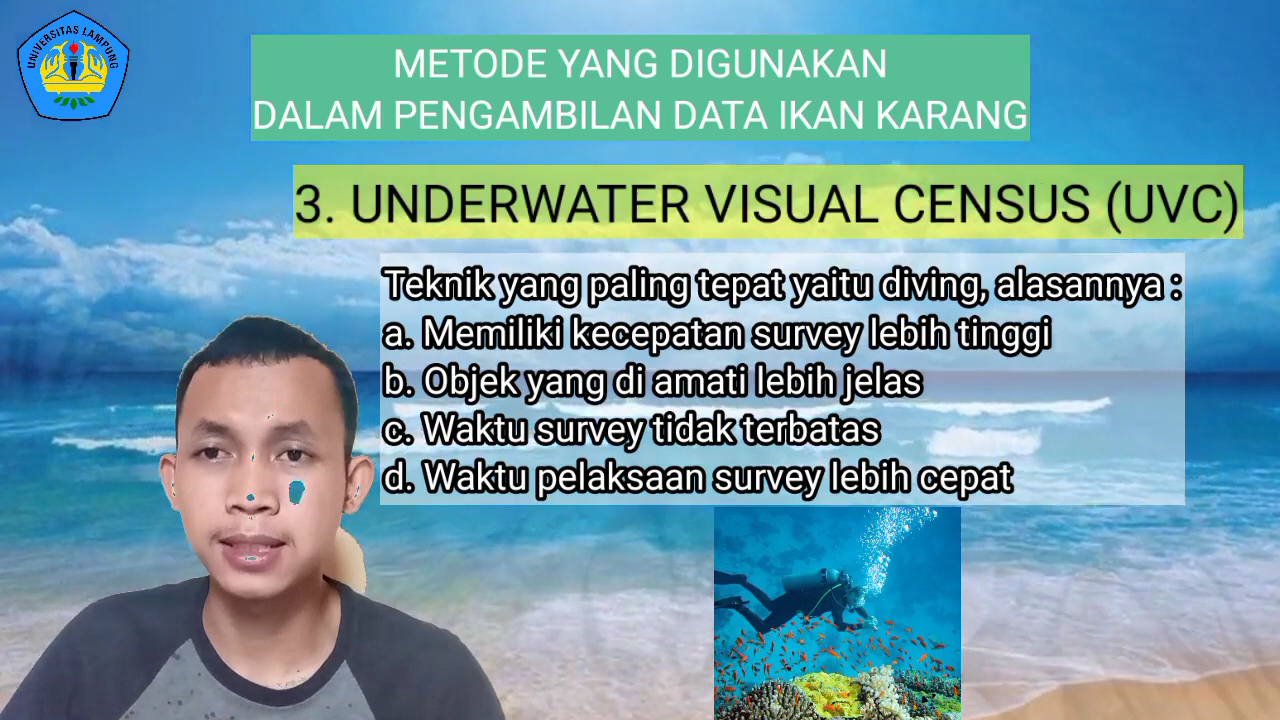 UNIVERSITAS LAMPUNG
METODE YANG DIGUNAKAN
DALAM PENGAMBILAN DATA IKAN KARANG
3. UNDERWATER VISUAL CENSUS (UVC)
Teknik yang paling tepat yaitu diving, alasannya :
a. Memiliki kecepatan survey lebih tinggi
b. Objek yang di amati lebih jelas
c. Waktu survey tidak terbatas
d. Waktu pelaksaan survey lebih cepat